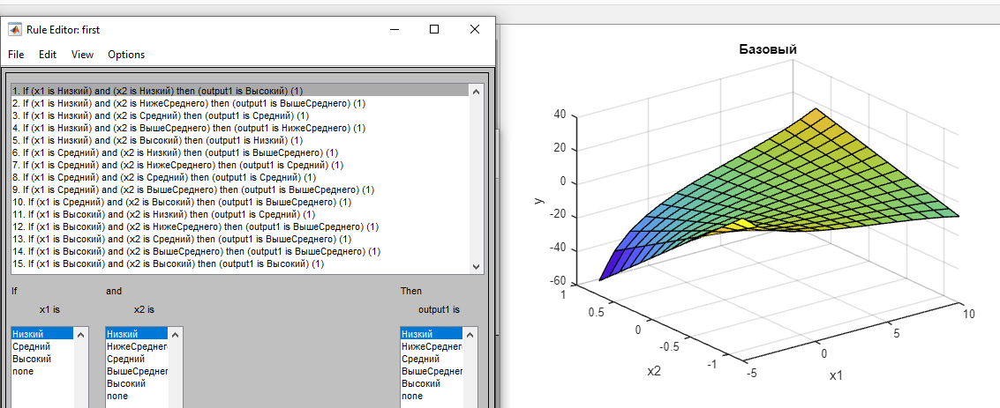 Rule Editor: first
File Edit View Options
1. If (x1 is Низкий) and (x2 is Низкий) then (output1 is Высокий) (1)
2. If (x1 is Низкий) and (x2 is НижеСреднего) then (output1 is ВышеСреднего) (1)
3. If (x1 is Низкий) and (x2 is Средний) then (output1 is Средний) (1)
4. If (x1 is Низкий) and (x2 is ВышеСреднего) then (output1 is НижеСреднего) (1)
5. If (x1 is Низкий) and (x2 is Высокий) then (output1 is Низкий) (1)
6. If (x1 is Средний) and (x2 is Низкий) then (output1 is ВышеСреднего) (1)
7. If (x1 is Средний) and (x2 is НижеСреднего) then (output1 is Средний) (1)
8. If (x1 is Средний) and (x2 is Средний) then (output1 is Средний) (1)
9. If (x1 is Средний) and (x2 is ВышеСреднего) then (output1 is ВышеСреднего) (1)
10. If (x1 is Средний) and (x2 is Высокий) then (output1 is ВышеСреднего) (1)
11. If (x1 is Высокий) and (x2 is Низкий) then (output1 is Средний) (1)
12. If (x1 is Высокий) and (x2 is НижеСреднего) then (output1 is ВышеСреднего) (1)
13. If (x1 is Высокий) and (x2 is Средний) then (output1 is ВышеСреднего) (1)
14. If (x1 is Высокий) and (x2 is ВышеСреднего) then (output1 is ВышеСреднего) (1)
15. If (x1 is Высокий) and (x2 is Высокий) then (output1 is Высокий) (1)
If and Then
x1 is x2 is output1 is
Низкий
Средний
Высокий
none
Низкий
НижеСреднег
Средний
ВышеСреднег
Высокий
none
Низкий
НижеСреднег
Средний
ВышеСреднег
Высокий
none
Базовый
40
20
0
-20
-40
-60
y
1
0.5
0
-0.5
-1
x2
-5
0
5
10
x1